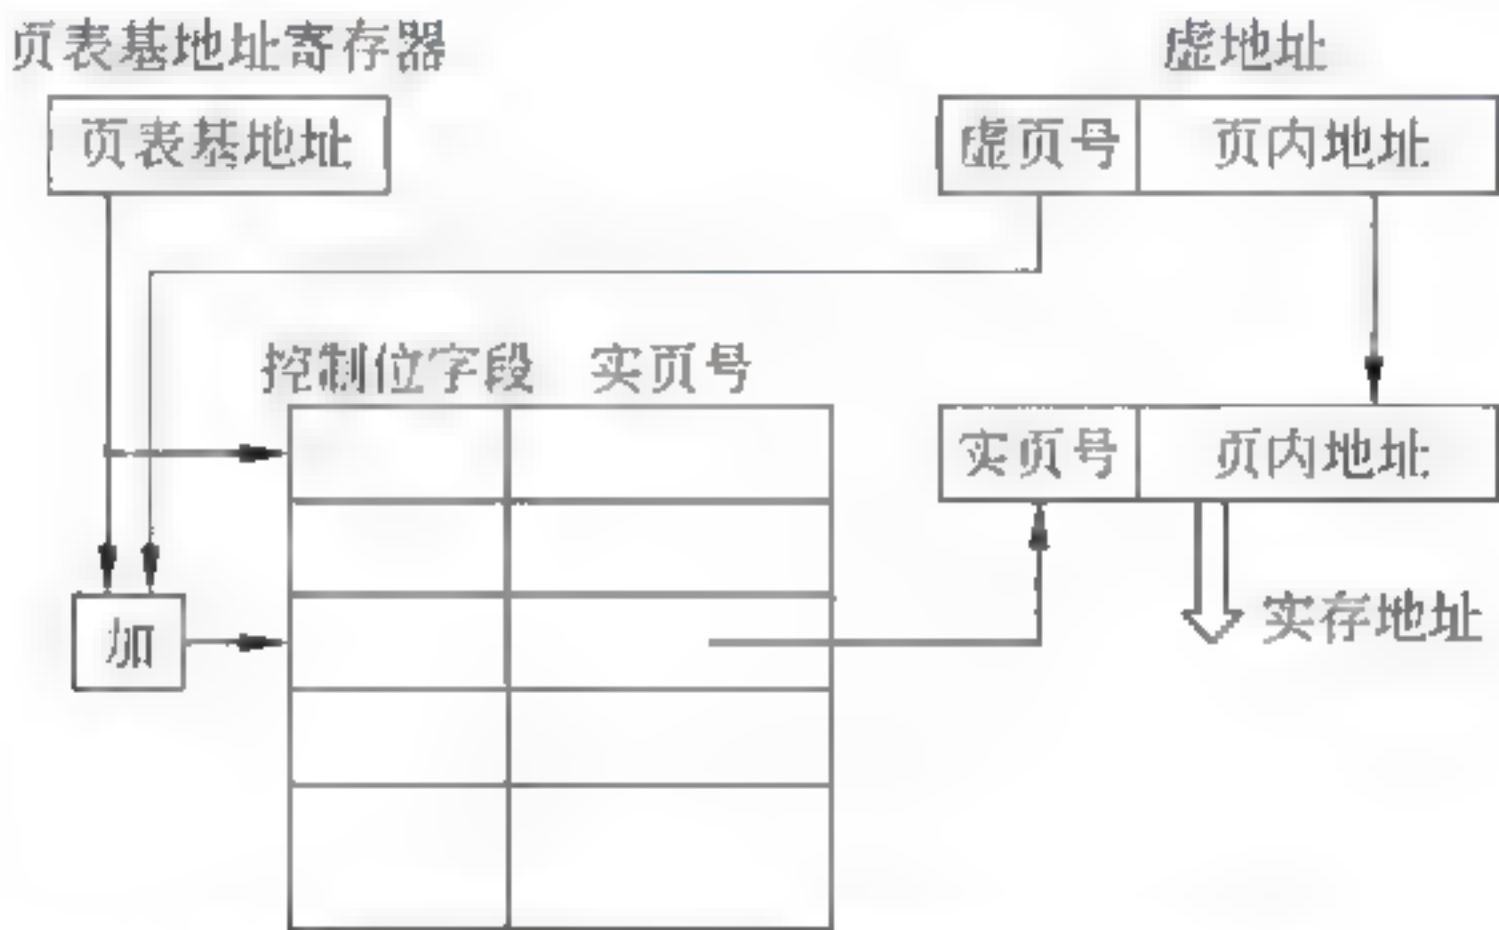 页表基地址寄存器
虚地址
页表基地址
虚页号
页内地址
控制位字段
实页号
实页号
页内地址
加
实存地址